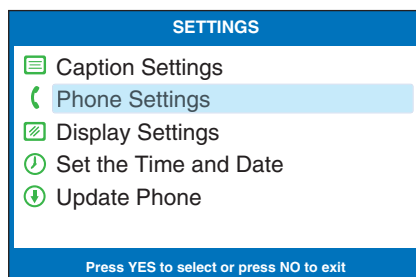 SETTINGS
Caption Settings
Phone Settings
Display Settings
Set the Time and Date
Update Phone
Press YES to select or press NO to exit